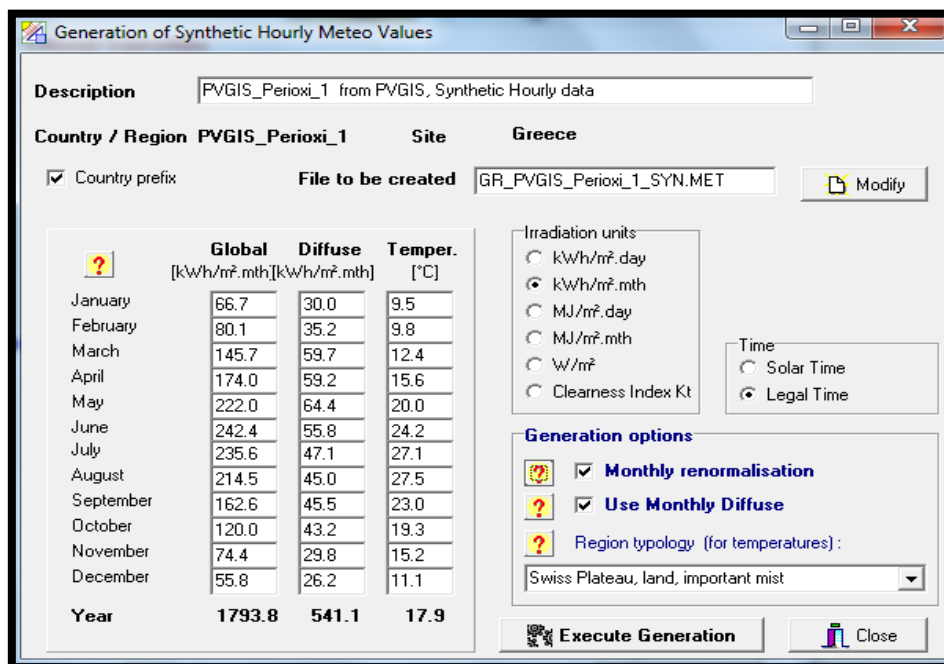 Generation of Synthetic Hourly Meteo Values
Description PVGIS_Perioxi_1 from PVGIS, Synthetic Hourly data
Country / Region PVGIS_Perioxi_1 Site Greece
Country prefix File to be created GR_PVGIS_Perioxi_1_SYN.MET Modify
Global Diffuse Temper.
[kWh/m².mth][kWh/m².mth] [°C]
January 66.7 30.0 9.5
February 80.1 35.2 9.8
March 145.7 59.7 12.4
April 174.0 59.2 15.6
May 222.0 64.4 20.0
June 242.4 55.8 24.2
July 235.6 47.1 27.1
August 214.5 45.0 27.5
September 162.6 45.5 23.0
October 120.0 43.2 19.3
November 74.4 29.8 15.2
December 55.8 26.2 11.1
Year 1793.8 541.1 17.9
Irradiation units
kWh/m².day
kWh/m².mth
MJ/m².day
MJ/m².mth
W/m²
Clearness Index Kt
Time
Solar Time
Legal Time
Generation options
? Monthly renormalisation
? Use Monthly Diffuse
? Region typology (for temperatures) :
Swiss Plateau, land, important mist
Execute Generation Close